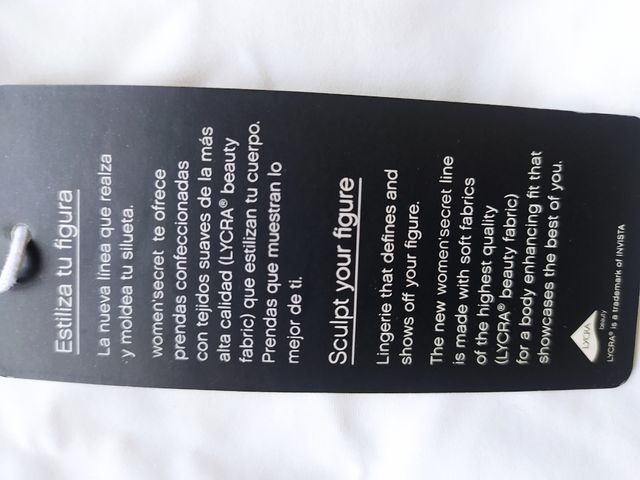 Estiliza tu figura
La nueva línea que realza
y moldea tu silueta.
women'secret te ofrece
prendas confeccionadas
con tejidos suaves de la más
alta calidad (LYCRA® beauty
fabric) que estilizan tu cuerpo.
Prendas que muestran lo
mejor de ti.
Sculpt your figure
Lingerie that defines and
shows off your figure.
The new women'secret line
is made with soft fabrics
of the highest quality
(LYCRA® beauty fabric)
for a body enhancing fit that
showcases the best of you.
LYCRA
beauty
LYCRA® is a trademark of INVISTA